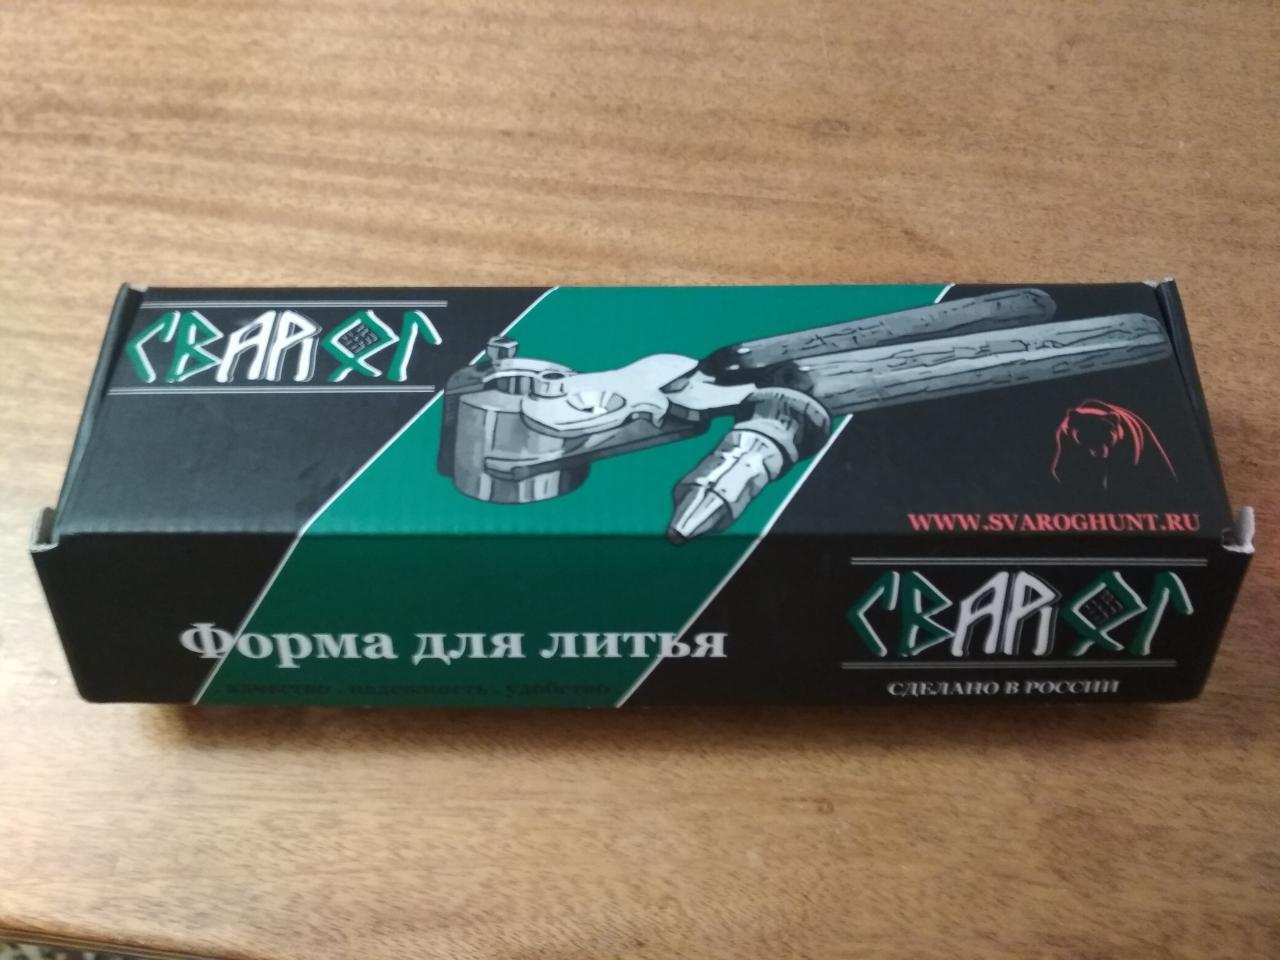 СВАРОГ
WWW.SVAROGHUNT.RU
СВАРОГ
Форма для литья
. качество . надежность . удобство .
СДЕЛАНО В РОССИИ